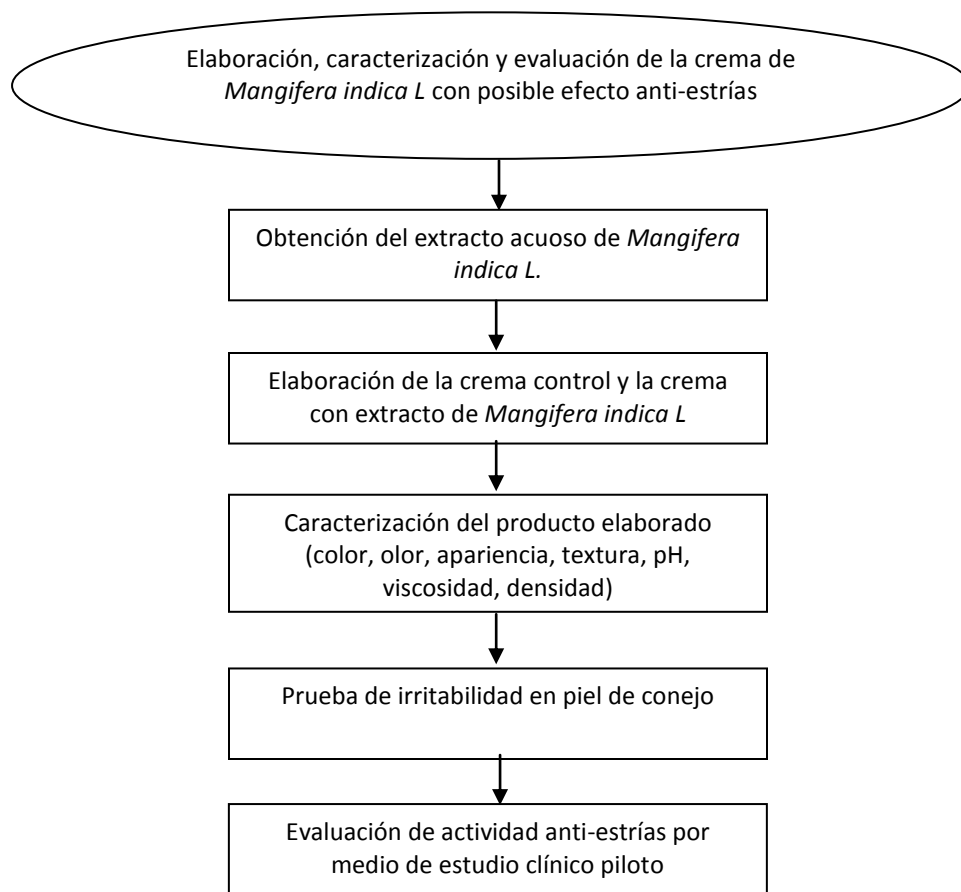 Elaboración, caracterización y evaluación de la crema de
Mangifera indica L con posible efecto anti-estrías
Obtención del extracto acuoso de Mangifera
indica L.
Elaboración de la crema control y la crema
con extracto de Mangifera indica L
Caracterización del producto elaborado
(color, olor, apariencia, textura, pH,
viscosidad, densidad)
Prueba de irritabilidad en piel de conejo
Evaluación de actividad anti-estrías por
medio de estudio clínico piloto